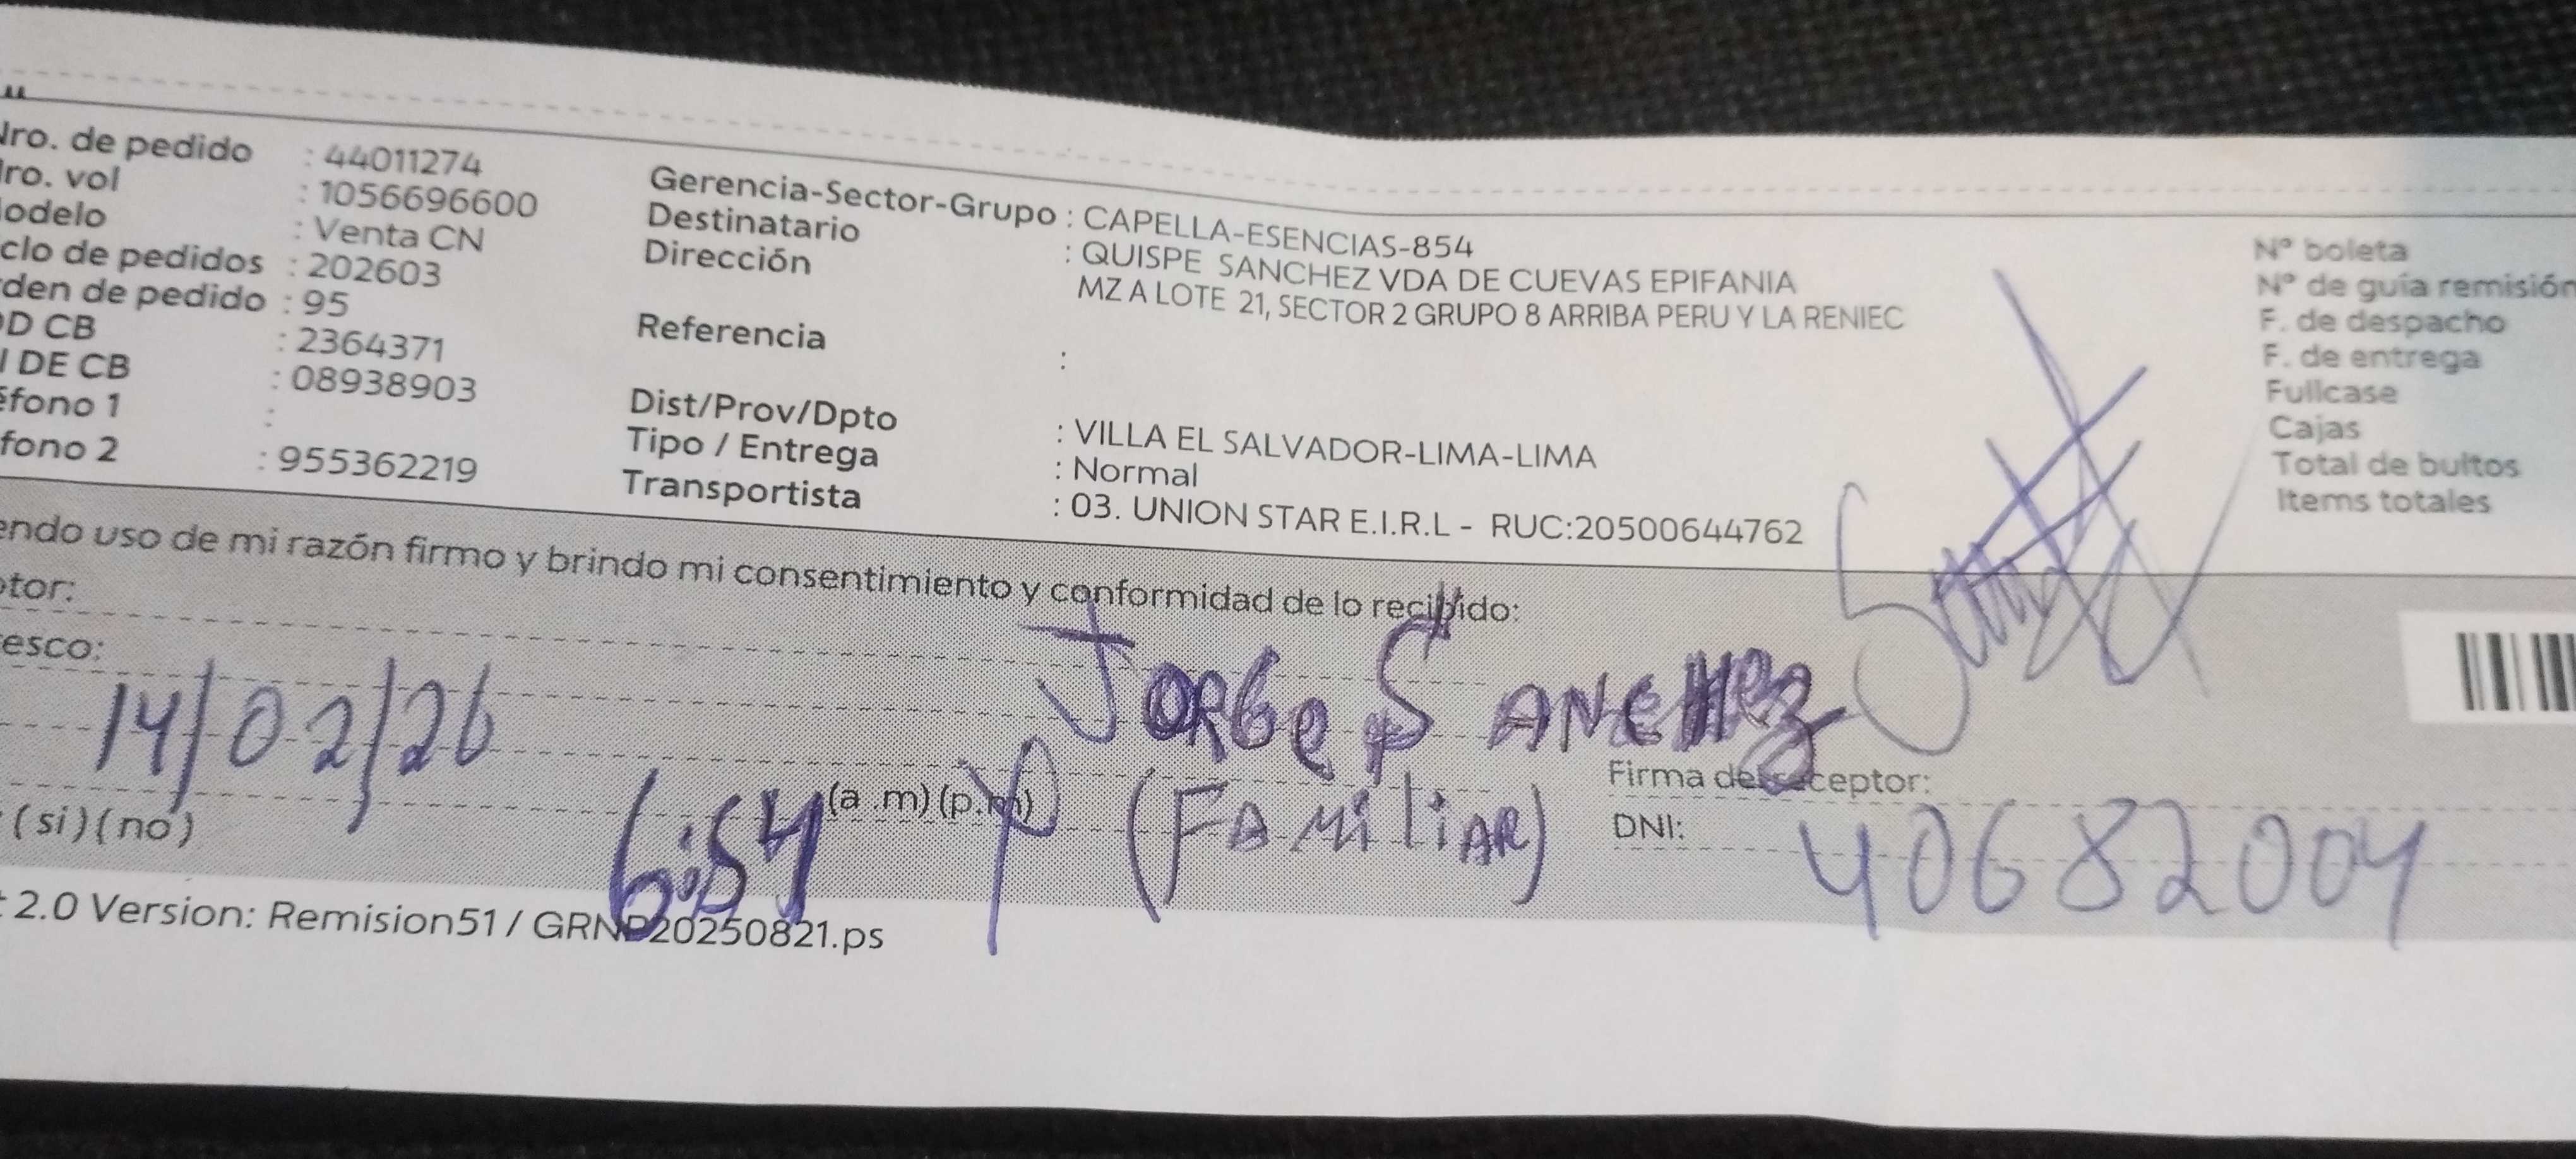 Nro. de pedido : 44011274
Nro. vol : 1056696600
Modelo : Venta CN
clo de pedidos : 202603
rden de pedido : 95
OD CB : 2364371
I DE CB : 08938903
éfono 1 :
fono 2 : 955362219
Gerencia-Sector-Grupo : CAPELLA-ESENCIAS-854
Destinatario : QUISPE SANCHEZ VDA DE CUEVAS EPIFANIA
Dirección MZ A LOTE 21, SECTOR 2 GRUPO 8 ARRIBA PERU Y LA RENIEC
Referencia :
Dist/Prov/Dpto : VILLA EL SALVADOR-LIMA-LIMA
Tipo / Entrega : Normal
Transportista : 03. UNION STAR E.I.R.L - RUC:20500644762
N° boleta
N° de guía remisión
F. de despacho
F. de entrega
Fullcase
Cajas
Total de bultos
Items totales
endo uso de mi razón firmo y brindo mi consentimiento y conformidad de lo recibido:
ptor:
esco:
JORGE SANCHEZ
14/02/26
Firma del receptor:
6:54 (a .m) (p.m) (FAMiliAR)
DNI: 40682004
(si) (no)
2.0 Version: Remision51 / GRNP20250821.ps